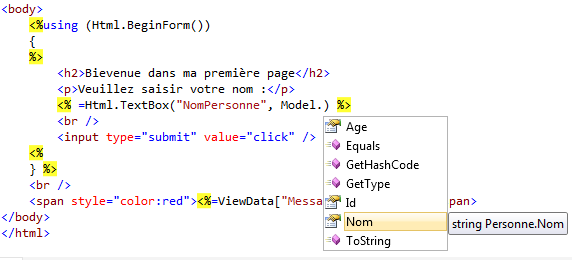 <body>
<%using (Html.BeginForm())
{
%>
<h2>Bievenue dans ma première page</h2>
<p>Veuillez saisir votre nom :</p>
<% =Html.TextBox("NomPersonne", Model.) %>
<br />
<input type="submit" value="click" />
<%
} %>
<br />
<span style="color:red"><%=ViewData["Messa pan>
</body>
</html>
Age
Equals
GetHashCode
GetType
Id
Nom
string Personne.Nom
ToString